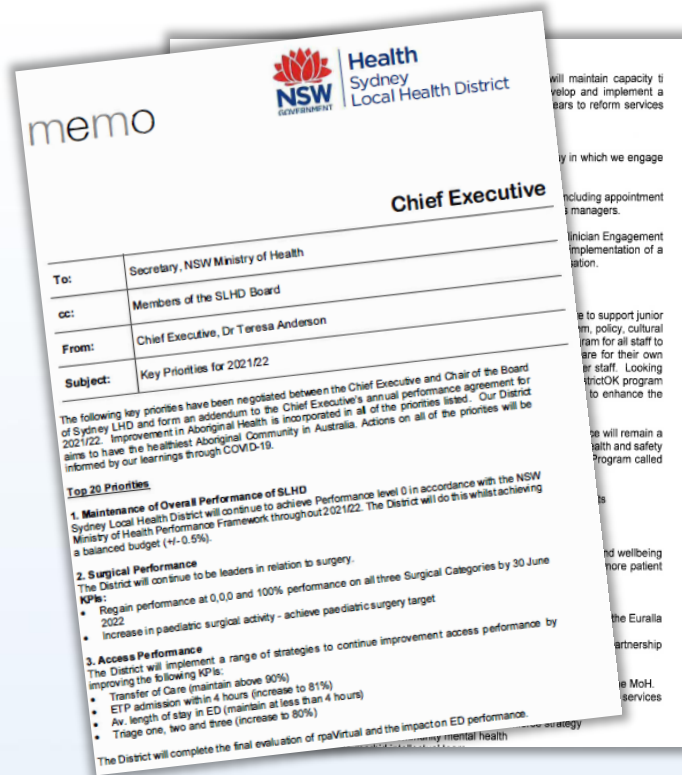 memo
NSW
GOVERNMENT
Health
Sydney
Local Health District
Chief Executive
To: Secretary, NSW Ministry of Health
cc: Members of the SLHD Board
From: Chief Executive, Dr Teresa Anderson
Subject: Key Priorities for 2021/22
The following key priorities have been negotiated between the Chief Executive and Chair of the Board
of Sydney LHD and form an addendum to the Chief Executive's annual performance agreement for
2021/22. Improvement in Aboriginal Health is incorporated in all of the priorities listed. Our District
aims to have the healthiest Aboriginal Community in Australia. Actions on all of the priorities will be
informed by our learnings through COVID-19.
Top 20 Priorities
1. Maintenance of Overall Performance of SLHD
Sydney Local Health District will continue to achieve Performance level 0 in accordance with the NSW
Ministry of Health Performance Framework throughout 2021/22. The District will do this whilst achieving
a balanced budget (+/- 0.5%).
2. Surgical Performance
The District will continue to be leaders in relation to surgery.
KPIs:
• Regain performance at 0,0,0 and 100% performance on all three Surgical Categories by 30 June
2022
• Increase in paediatric surgical activity - achieve paediatric surgery target
3. Access Performance
The District will implement a range of strategies to continue improvement access performance by
improving the following KPIs:
• Transfer of Care (maintain above 90%)
• ETP admission within 4 hours (increase to 81%)
• Av. length of stay in ED (maintain at less than 4 hours)
• Triage one, two and three (increase to 80%)
The District will complete the final evaluation of rpaVirtual and the impact on ED performance.
will maintain capacity ti
velop and implement a
ears to reform services
y in which we engage
ncluding appointment
s managers.
linician Engagement
mplementation of a
sation.
e to support junior
m, policy, cultural
ram for all staff to
are for their own
er staff. Looking
strictOK program
to enhance the
ce will remain a
ealth and safety
Program called
ts
nd wellbeing
more patient
the Euralla
artnership
e MoH.
services
strategy
mental health